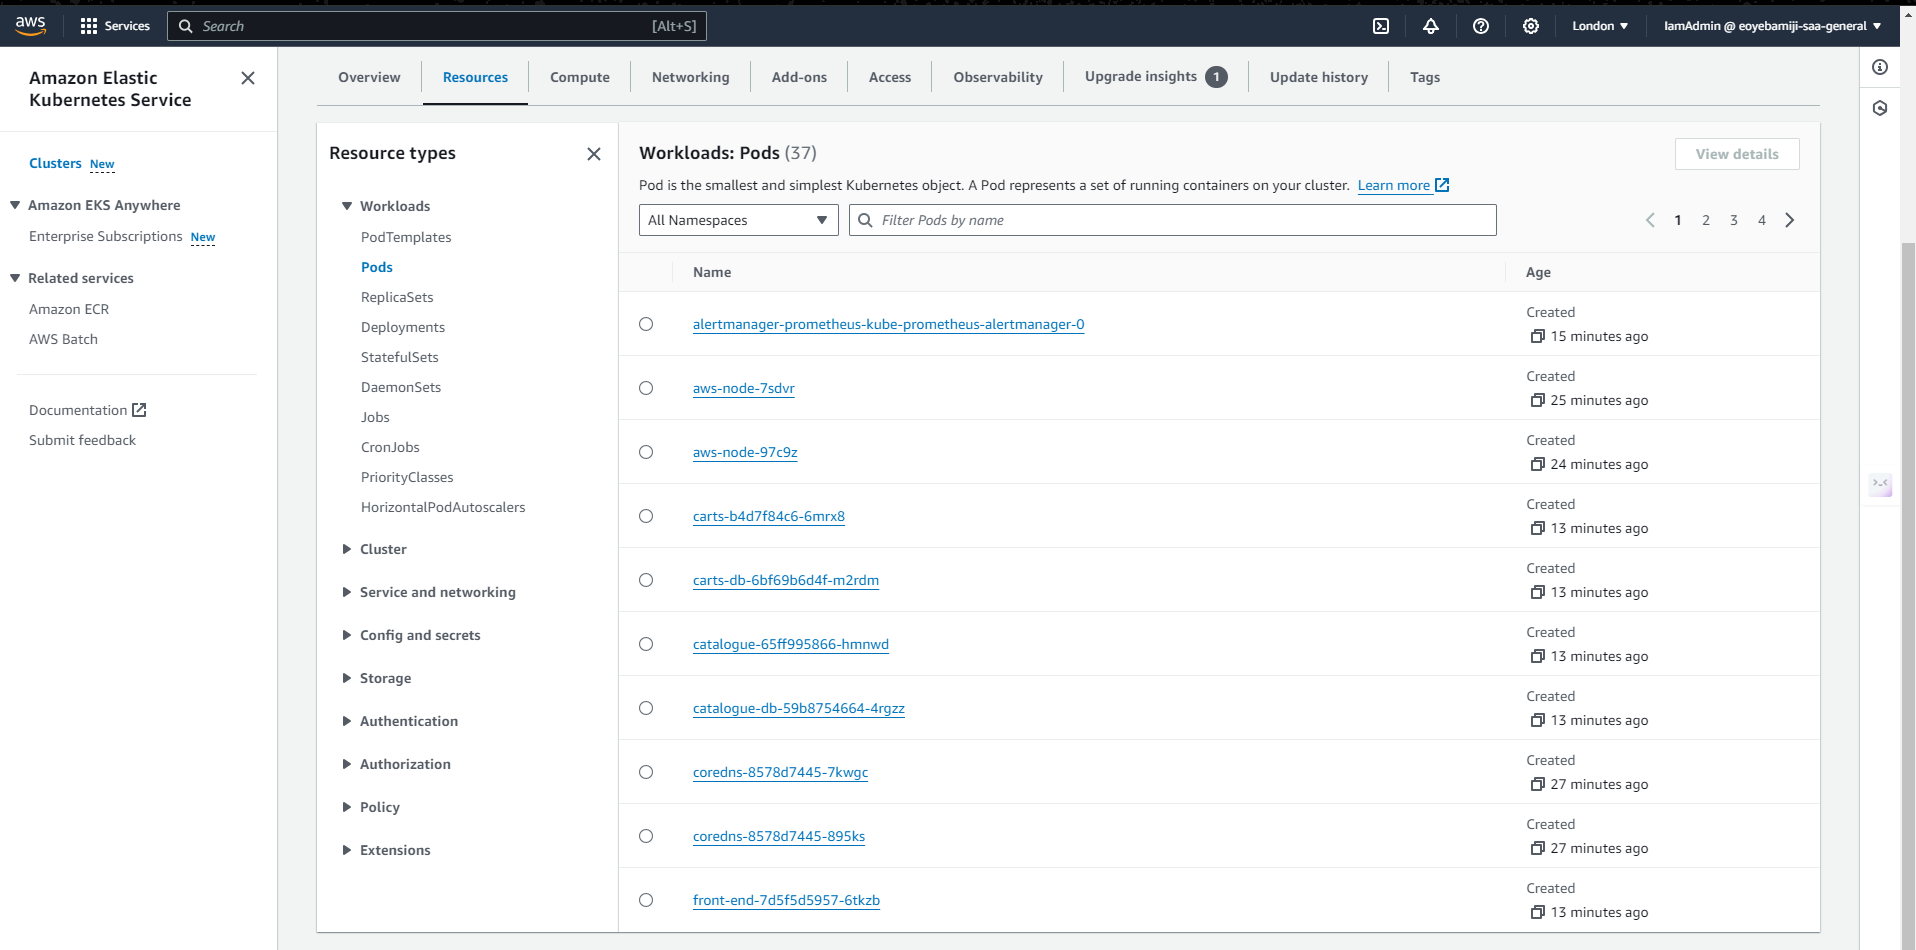 aws
Services
Search
[Alt+S]
London
IamAdmin @ eoyebamiji-saa-general
Amazon Elastic
Kubernetes Service
Clusters New
Amazon EKS Anywhere
Enterprise Subscriptions New
Related services
Amazon ECR
AWS Batch
Documentation
Submit feedback
Overview
Resources
Compute
Networking
Add-ons
Access
Observability
Upgrade insights 1
Update history
Tags
Resource types
Workloads
PodTemplates
Pods
ReplicaSets
Deployments
StatefulSets
DaemonSets
Jobs
CronJobs
PriorityClasses
HorizontalPodAutoscalers
Cluster
Service and networking
Config and secrets
Storage
Authentication
Authorization
Policy
Extensions
Workloads: Pods (37)
View details
Pod is the smallest and simplest Kubernetes object. A Pod represents a set of running containers on your cluster. Learn more
All Namespaces
Filter Pods by name
1 2 3 4
Name
Age
alertmanager-prometheus-kube-prometheus-alertmanager-0
Created
15 minutes ago
aws-node-7sdvr
Created
25 minutes ago
aws-node-97c9z
Created
24 minutes ago
carts-b4d7f84c6-6mrx8
Created
13 minutes ago
carts-db-6bf69b6d4f-m2rdm
Created
13 minutes ago
catalogue-65ff995866-hmnwd
Created
13 minutes ago
catalogue-db-59b8754664-4rgzz
Created
13 minutes ago
coredns-8578d7445-7kwgc
Created
27 minutes ago
coredns-8578d7445-895ks
Created
27 minutes ago
front-end-7d5f5d5957-6tkzb
Created
13 minutes ago